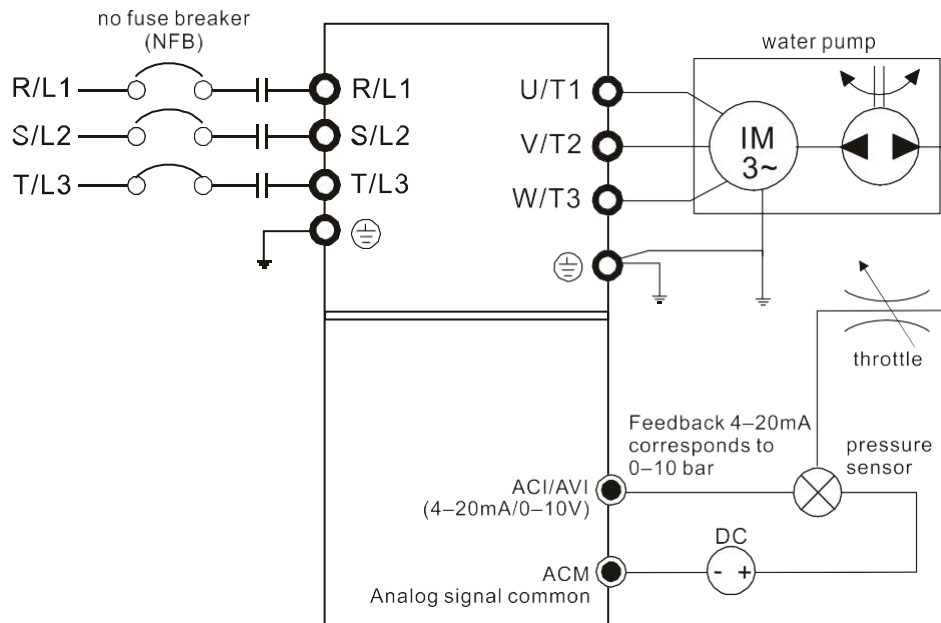 no fuse breaker
(NFB)
R/L1
S/L2
T/L3
R/L1
S/L2
T/L3
U/T1
V/T2
W/T3
water pump
IM
3~
throttle
Feedback 4–20mA
corresponds to
0–10 bar
pressure
sensor
ACI/AVI
(4–20mA/0–10V)
DC
- +
ACM
Analog signal common